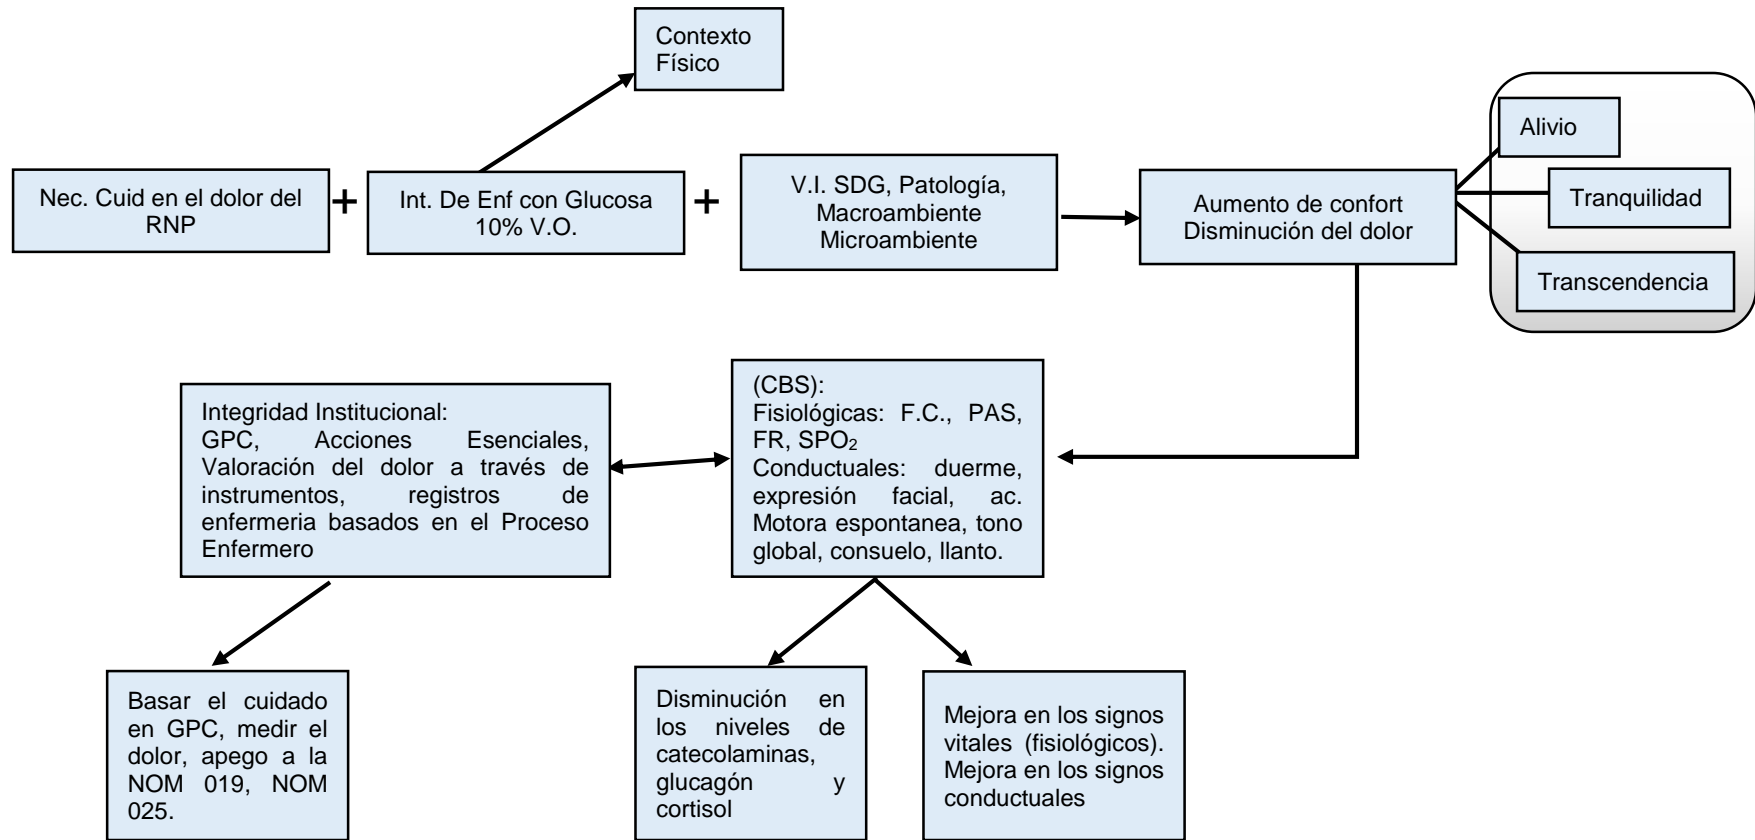 Contexto
Físico
Alivio
Nec. Cuid en el dolor del
RNP
+
Int. De Enf con Glucosa
10% V.O.
+
V.I. SDG, Patología,
Macroambiente
Microambiente
Aumento de confort
Disminución del dolor
Tranquilidad
Transcendencia
Integridad Institucional:
GPC, Acciones Esenciales,
Valoración del dolor a través de
instrumentos, registros de
enfermeria basados en el Proceso
Enfermero
(CBS):
Fisiológicas: F.C., PAS,
FR, SPO₂
Conductuales: duerme,
expresión facial, ac.
Motora espontanea, tono
global, consuelo, llanto.
Basar el cuidado
en GPC, medir el
dolor, apego a la
NOM 019, NOM
025.
Disminución en
los niveles de
catecolaminas,
glucagón y
cortisol
Mejora en los signos
vitales (fisiológicos).
Mejora en los signos
conductuales